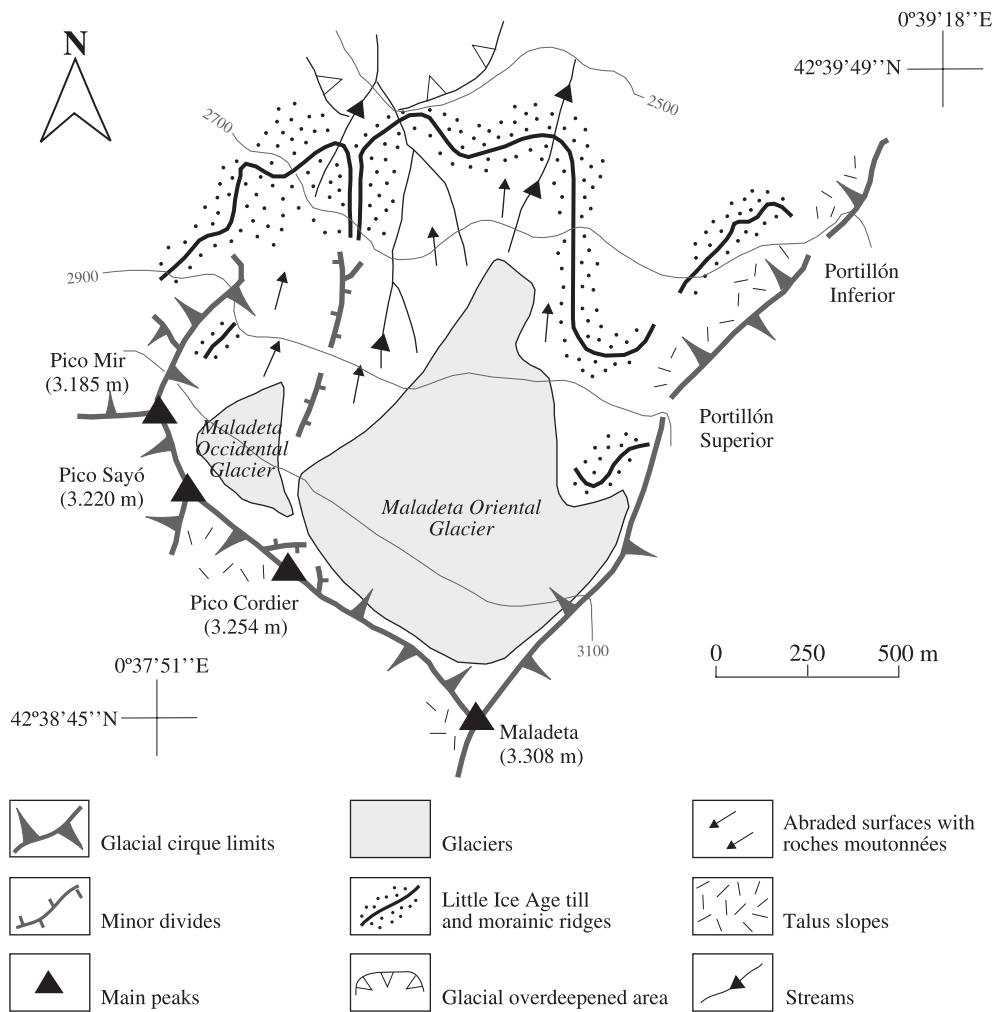 0º39'18''E
N
42º39'49''N
2500
2700
2900
Portillón
Inferior
Pico Mir
(3.185 m)
Portillón
Superior
Maladeta
Occidental
Glacier
Pico Sayó
(3.220 m)
Maladeta Oriental
Glacier
Pico Cordier
(3.254 m)
3100
0 250 500 m
0º37'51''E
42º38'45''N
Maladeta
(3.308 m)
Glacial cirque limits
Glaciers
Abraded surfaces with
roches moutonnées
Minor divides
Little Ice Age till
and morainic ridges
Talus slopes
Main peaks
Glacial overdeepened area
Streams